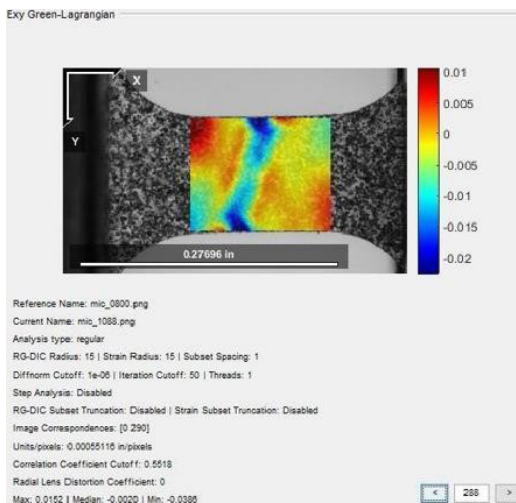 Exy Green-Lagrangian
X
Y
0.01
0.005
0
-0.005
-0.01
-0.015
-0.02
0.27696 in
Reference Name: mic_0800.png
Current Name: mic_1088.png
Analysis type: regular
RG-DIC Radius: 15 | Strain Radius: 15 | Subset Spacing: 1
Diffnorm Cutoff: 1e-06 | Iteration Cutoff: 50 | Threads: 1
Step Analysis: Disabled
RG-DIC Subset Truncation: Disabled | Strain Subset Truncation: Disabled
Image Correspondences: [0 290]
Units/pixels: 0.00055116 in/pixels
Correlation Coefficient Cutoff: 0.5518
Radial Lens Distortion Coefficient: 0
Max: 0.0152 | Median: -0.0020 | Min: -0.0386
< 288 >